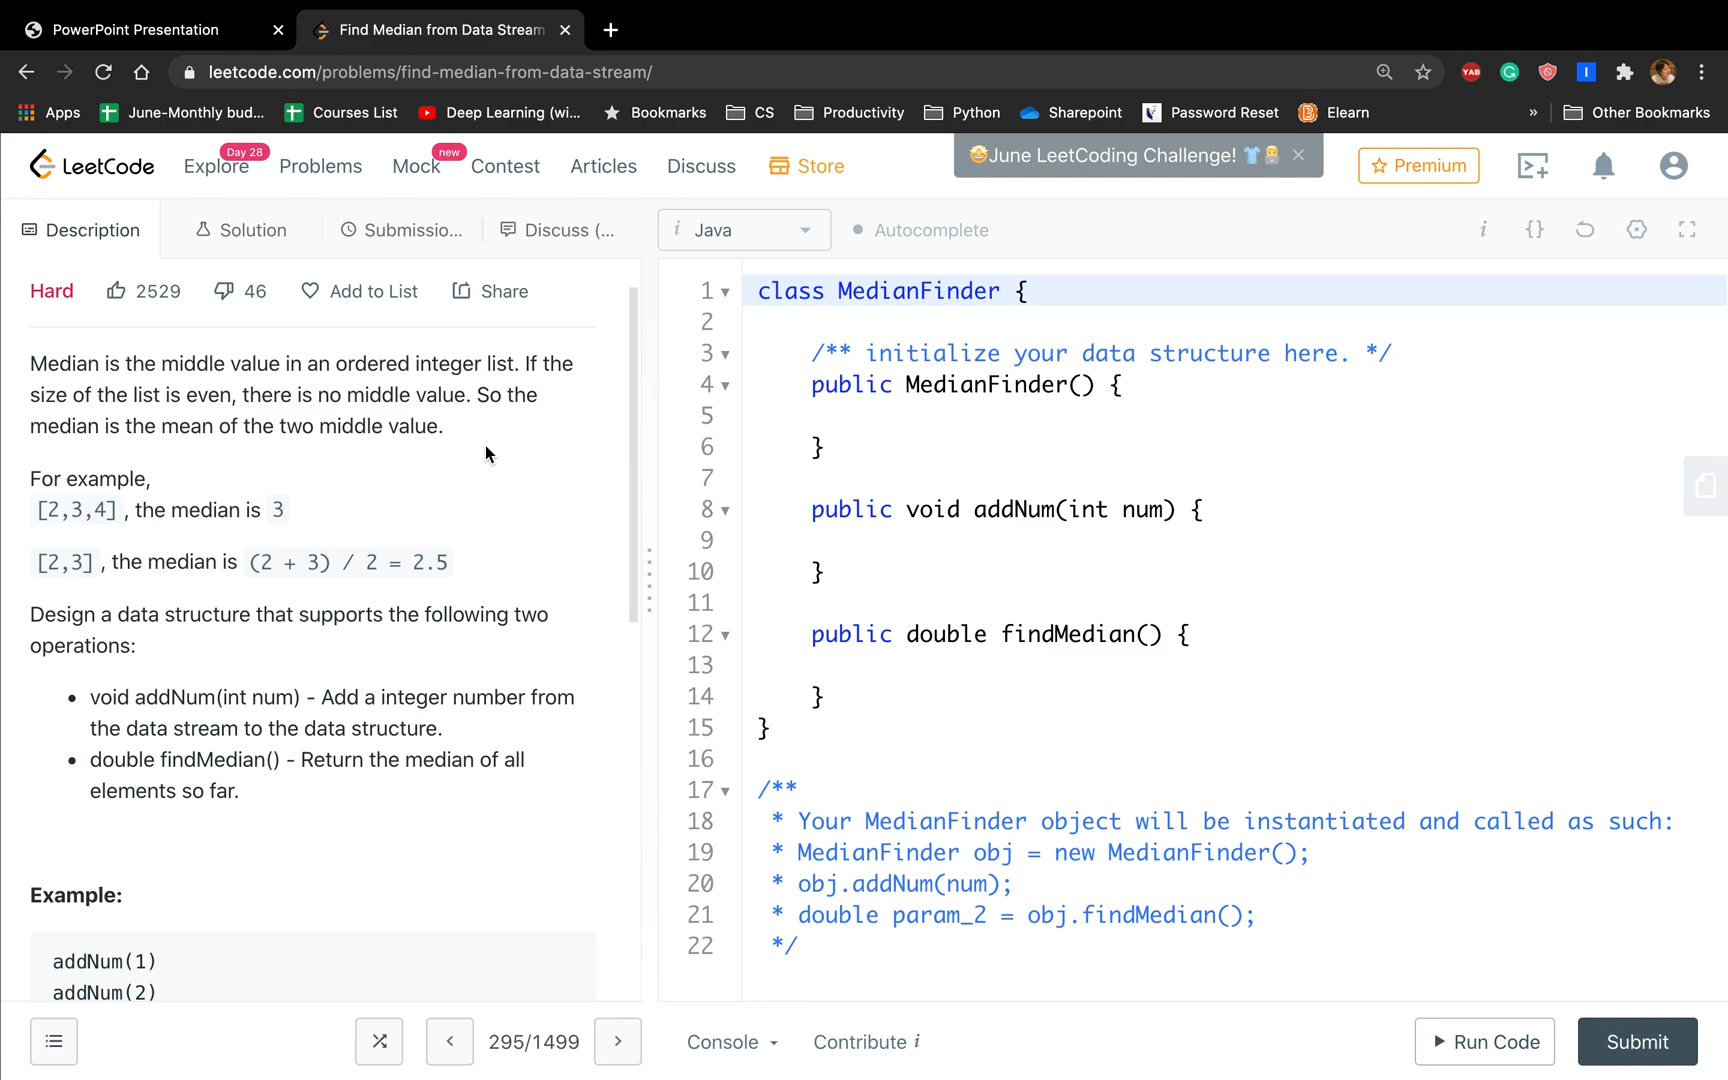 PowerPoint Presentation
Find Median from Data Stream
leetcode.com/problems/find-median-from-data-stream/
YAB
Apps
June-Monthly bud...
Courses List
Deep Learning (wi...
Bookmarks
CS
Productivity
Python
Sharepoint
Password Reset
Elearn
»
Other Bookmarks
LeetCode
Explore
Day 28
Problems
Mock
new
Contest
Articles
Discuss
Store
June LeetCoding Challenge!
Premium
Description
Solution
Submissio...
Discuss (...
i Java
Autocomplete
i
{}
Hard
2529
46
Add to List
Share
Median is the middle value in an ordered integer list. If the
size of the list is even, there is no middle value. So the
median is the mean of the two middle value.
For example,
[2,3,4] , the median is 3
[2,3] , the median is (2 + 3) / 2 = 2.5
Design a data structure that supports the following two
operations:
• void addNum(int num) - Add a integer number from
the data stream to the data structure.
• double findMedian() - Return the median of all
elements so far.
Example:
addNum(1)
addNum(2)
1 class MedianFinder {
2
3 /** initialize your data structure here. */
4 public MedianFinder() {
5
6 }
7
8 public void addNum(int num) {
9
10 }
11
12 public double findMedian() {
13
14 }
15 }
16
17 /**
18 * Your MedianFinder object will be instantiated and called as such:
19 * MedianFinder obj = new MedianFinder();
20 * obj.addNum(num);
21 * double param_2 = obj.findMedian();
22 */
295/1499
Console
Contribute i
Run Code
Submit